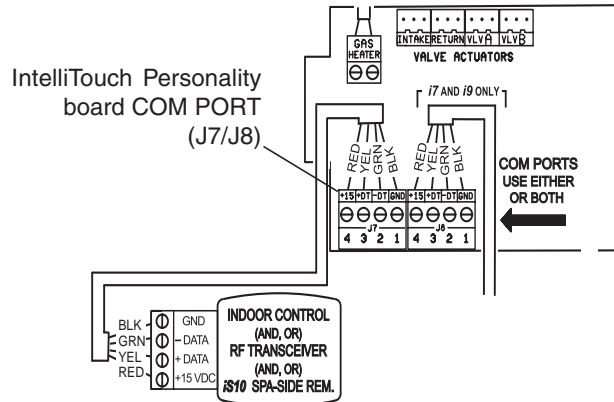 GAS
HEATER
INTAKE RETURN VLVA VLVB
VALVE ACTUATORS
IntelliTouch Personality
board COM PORT
(J7/J8)
i7 AND i9 ONLY
RED YEL GRN BLK RED YEL GRN BLK
COM PORTS
USE EITHER
OR BOTH
+15 +DT -DT GND +15 +DT -DT GND
J7 J8
4 3 2 1 4 3 2 1
BLK GND
GRN – DATA
YEL + DATA
RED +15 VDC
INDOOR CONTROL
(AND, OR)
RF TRANSCEIVER
(AND, OR)
iS10 SPA-SIDE REM.